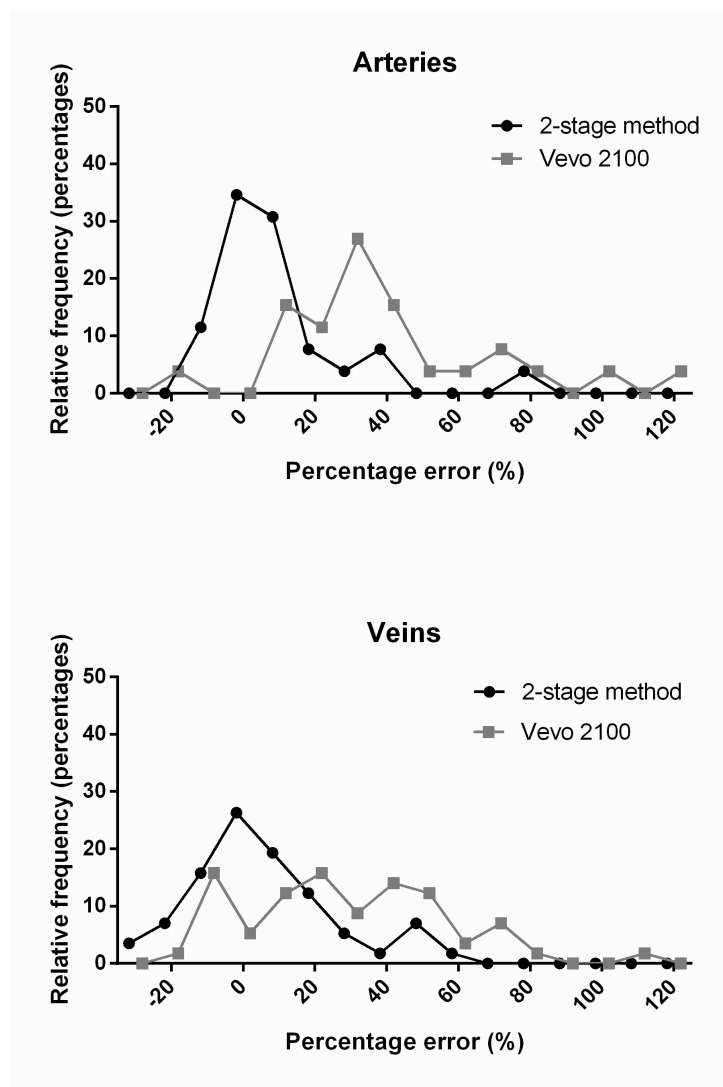 Arteries
Relative frequency (percentages)
50
40
30
20
10
0
2-stage method
Vevo 2100
-20 0 20 40 60 80 100 120
Percentage error (%)
Veins
Relative frequency (percentages)
50
40
30
20
10
0
2-stage method
Vevo 2100
-20 0 20 40 60 80 100 120
Percentage error (%)